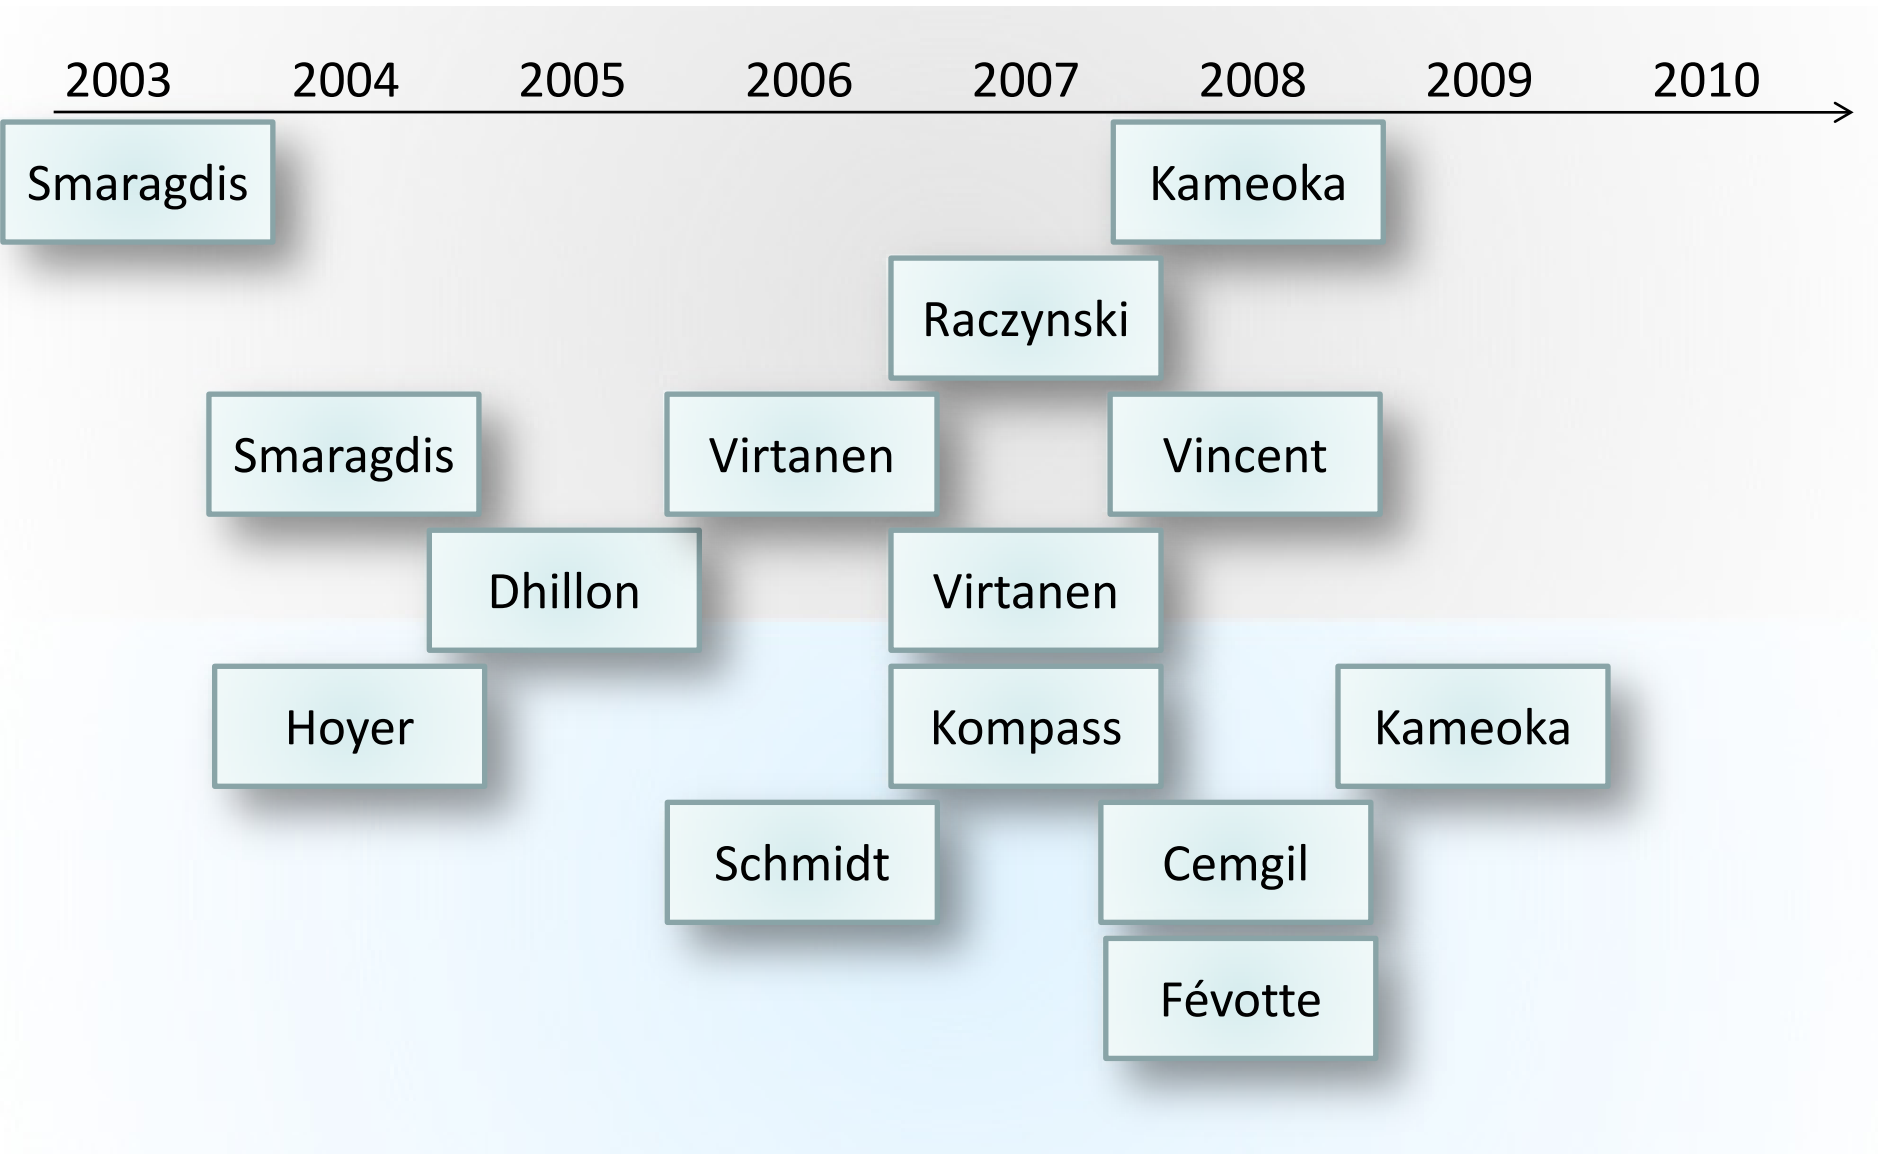 2003 2004 2005 2006 2007 2008 2009 2010
Smaragdis Kameoka
Raczynski
Smaragdis Virtanen Vincent
Dhillon Virtanen
Hoyer Kompass Kameoka
Schmidt Cemgil
Févotte